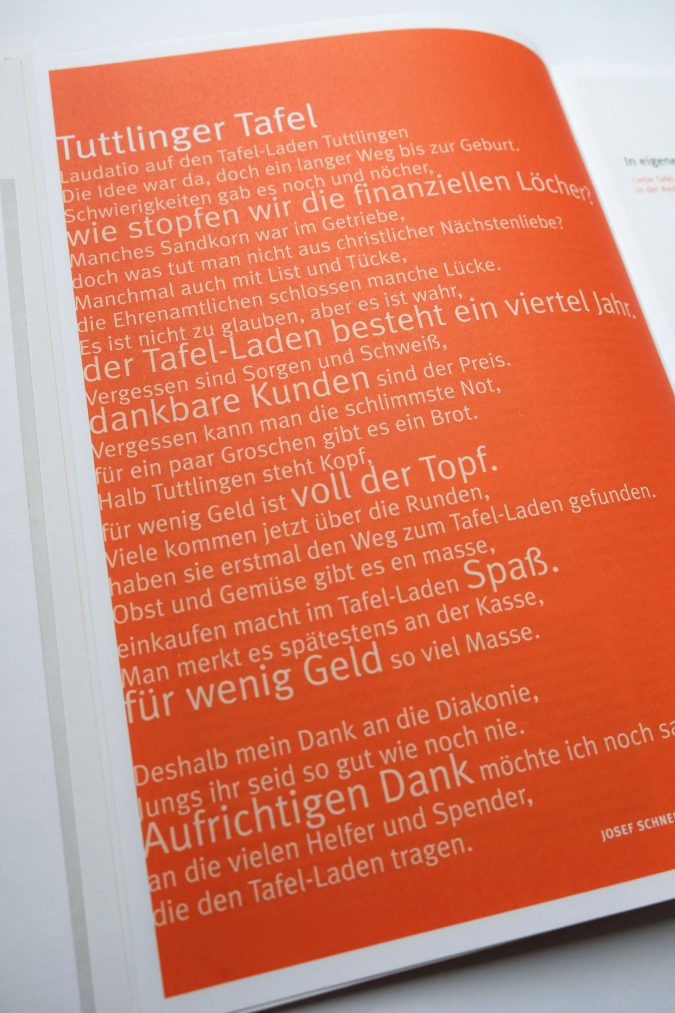 Tuttlinger Tafel
Laudatio auf den Tafel-Laden Tuttlingen
Die Idee war da, doch ein langer Weg bis zur Geburt.
Schwierigkeiten gab es noch und nöcher,
wie stopfen wir die finanziellen Löcher?
Manches Sandkorn war im Getriebe,
doch was tut man nicht aus christlicher Nächstenliebe?
Manchmal auch mit List und Tücke,
die Ehrenamtlichen schlossen manche Lücke.
Es ist nicht zu glauben, aber es ist wahr,
der Tafel-Laden besteht ein viertel Jahr.
Vergessen sind Sorgen und Schweiß,
dankbare Kunden sind der Preis.
Vergessen kann man die schlimmste Not,
für ein paar Groschen gibt es ein Brot.
Halb Tuttlingen steht Kopf,
für wenig Geld ist voll der Topf.
Viele kommen jetzt über die Runden,
haben sie erstmal den Weg zum Tafel-Laden gefunden.
Obst und Gemüse gibt es en masse,
einkaufen macht im Tafel-Laden Spaß.
Man merkt es spätestens an der Kasse,
für wenig Geld so viel Masse.
Deshalb mein Dank an die Diakonie,
Jungs ihr seid so gut wie noch nie.
Aufrichtigen Dank möchte ich noch
an die vielen Helfer und Spender,
die den Tafel-Laden tragen.
JOSEF
In
Liebe
in der